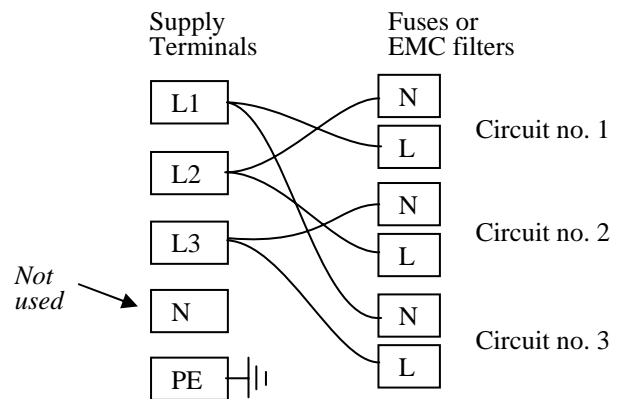 Supply
Terminals
L1
L2
L3
N
PE
Not
used
Fuses or
EMC filters
N
L
N
L
N
L
Circuit no. 1
Circuit no. 2
Circuit no. 3